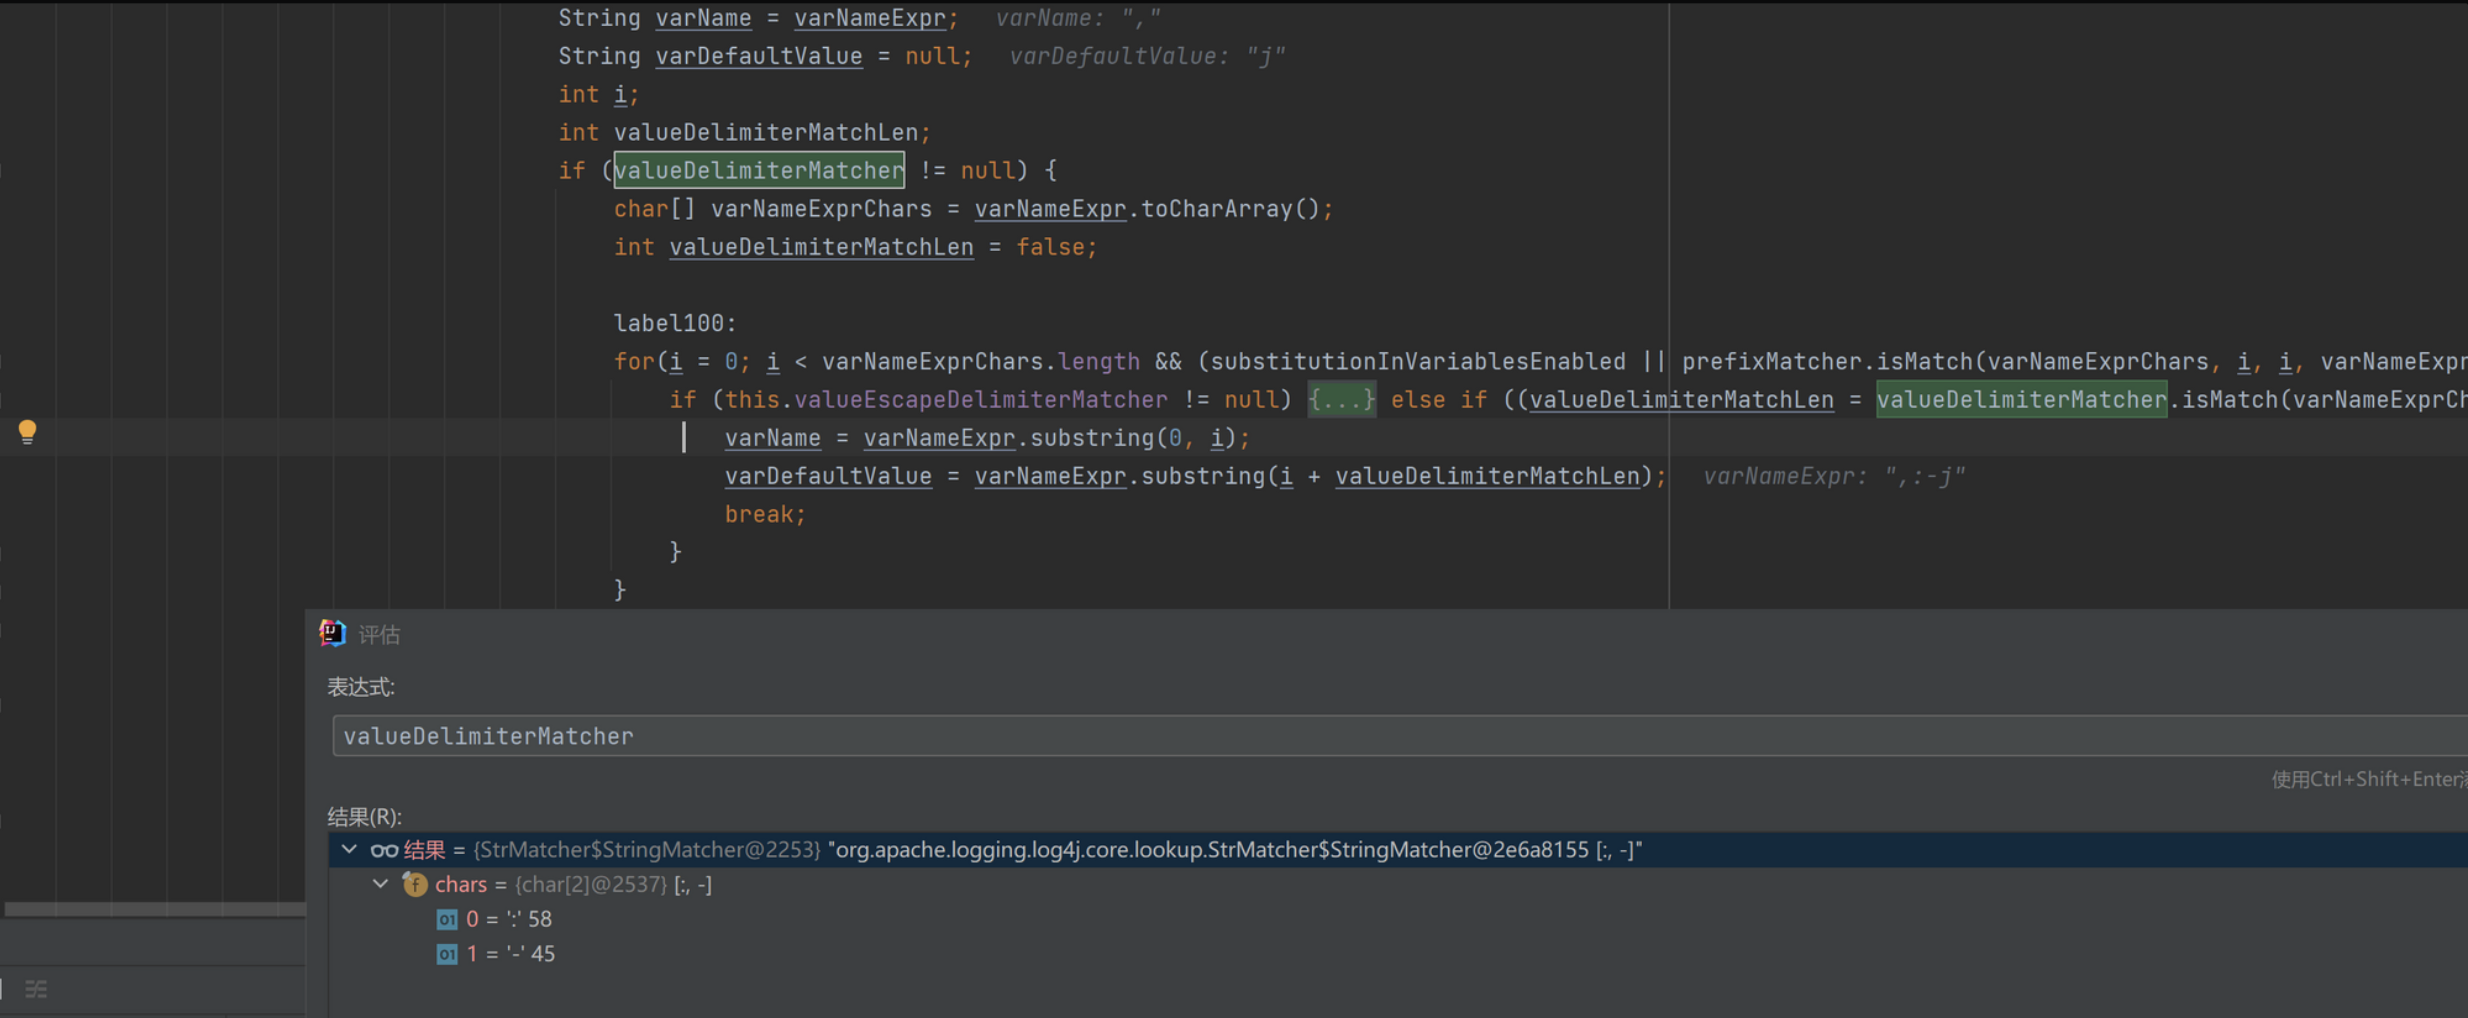 String varName = varNameExpr;   varName: ","
String varDefaultValue = null;   varDefaultValue: "j"
int i;
int valueDelimiterMatchLen;
if (valueDelimiterMatcher != null) {
char[] varNameExprChars = varNameExpr.toCharArray();
int valueDelimiterMatchLen = false;
label100:
for(i = 0; i < varNameExprChars.length && (substitutionInVariablesEnabled || prefixMatcher.isMatch(varNameExprChars, i, i, varNameExpr
if (this.valueEscapeDelimiterMatcher != null) {...} else if ((valueDelimiterMatchLen = valueDelimiterMatcher.isMatch(varNameExprCh
varName = varNameExpr.substring(0, i);
varDefaultValue = varNameExpr.substring(i + valueDelimiterMatchLen);   varNameExpr: ",:-j"
break;
}
}
评估
表达式:
valueDelimiterMatcher
使用Ctrl+Shift+Enter
结果(R):
结果 = {StrMatcher$StringMatcher@2253} "org.apache.logging.log4j.core.lookup.StrMatcher$StringMatcher@2e6a8155 [:, -]"
chars = {char[2]@2537} [:, -]
0 = ':' 58
1 = '-' 45